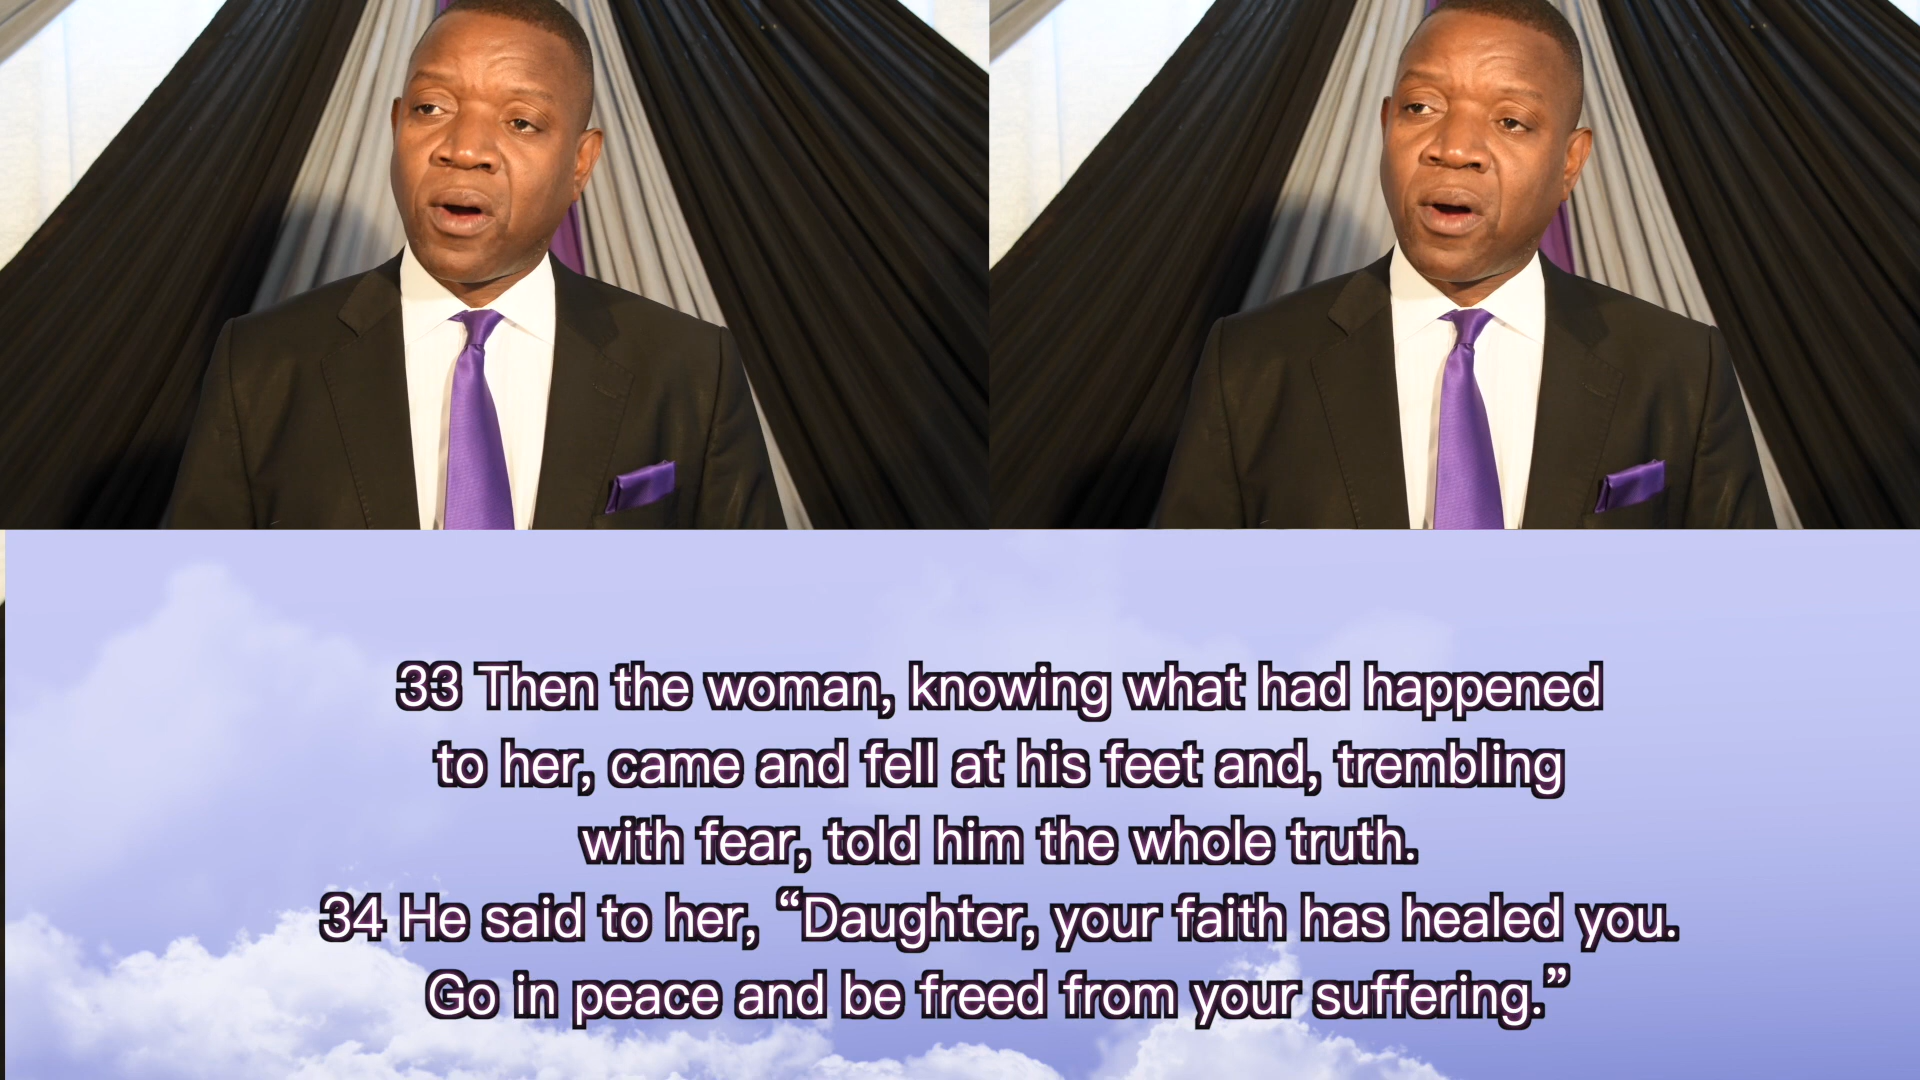 33 Then the woman, knowing what had happened
to her, came and fell at his feet and, trembling
with fear, told him the whole truth.
34 He said to her, “Daughter, your faith has healed you.
Go in peace and be freed from your suffering.”